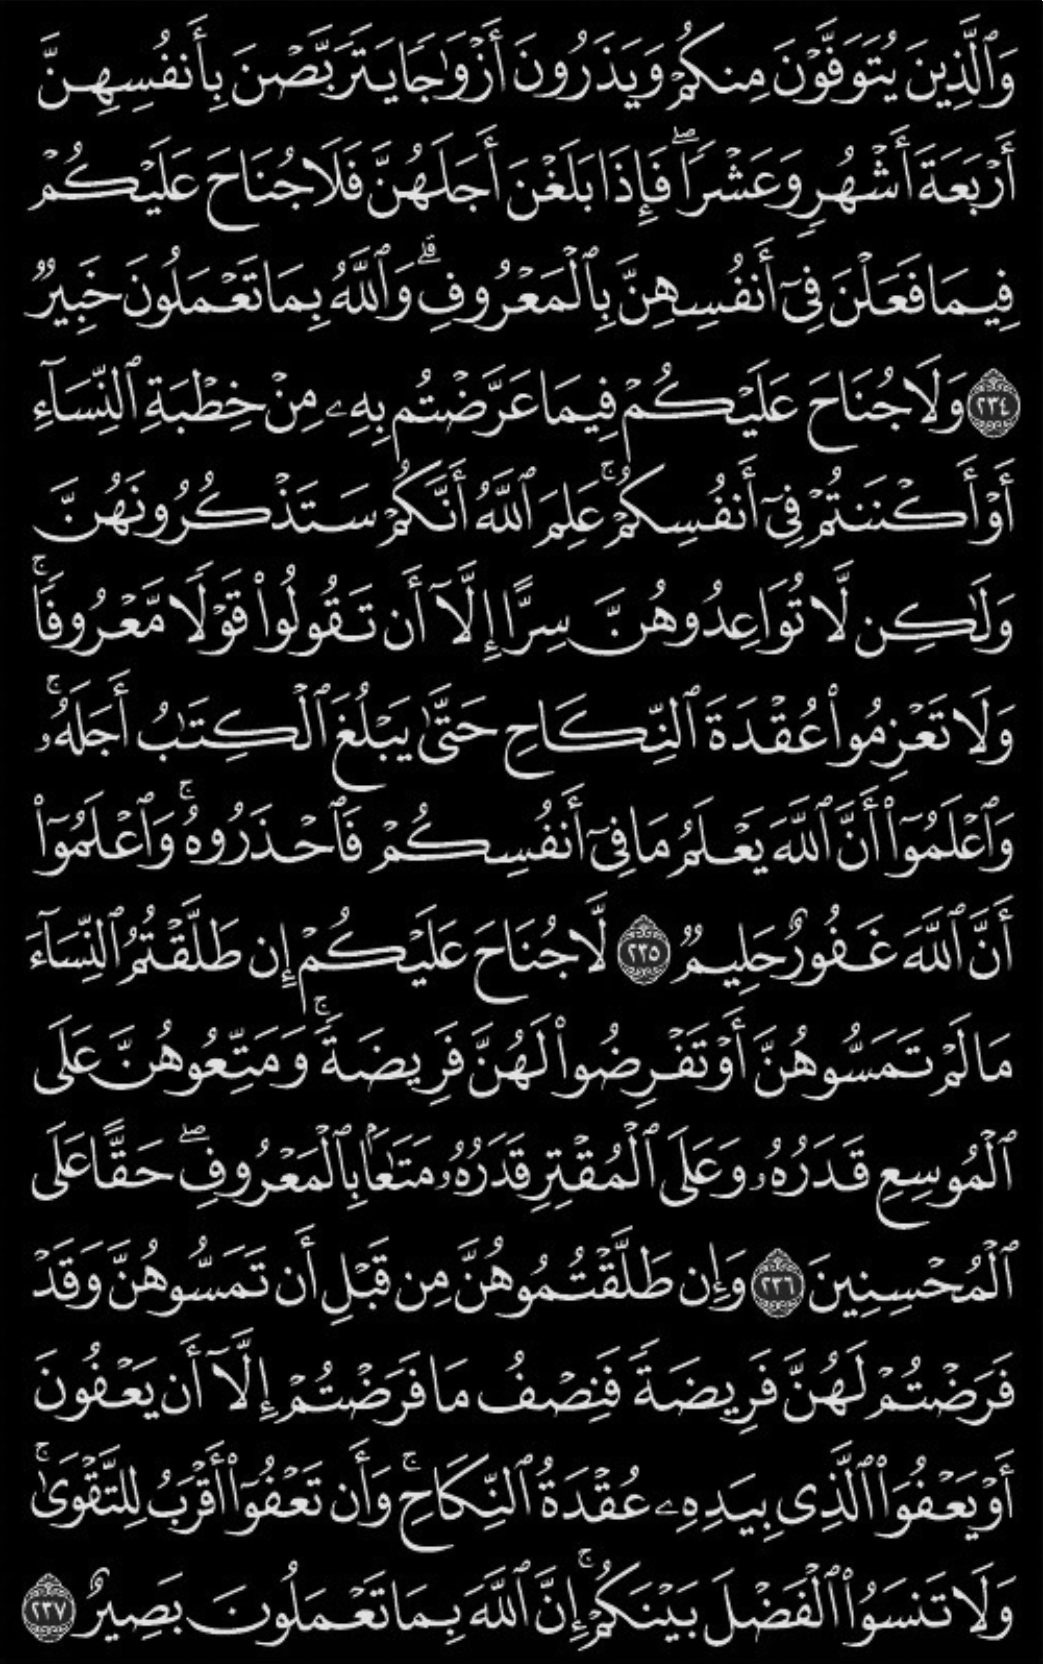 وَٱلَّذِينَ يُتَوَفَّوۡنَ مِنكُمۡ وَيَذَرُونَ أَزۡوَٰجٗا يَتَرَبَّصۡنَ بِأَنفُسِهِنَّ
أَرۡبَعَةَ أَشۡهُرٖ وَعَشۡرٗاۖ فَإِذَا بَلَغۡنَ أَجَلَهُنَّ فَلَا جُنَاحَ عَلَيۡكُمۡ
فِيمَا فَعَلۡنَ فِيٓ أَنفُسِهِنَّ بِٱلۡمَعۡرُوفِۗ وَٱللَّهُ بِمَا تَعۡمَلُونَ خَبِيرٞ
٢٣٤ وَلَا جُنَاحَ عَلَيۡكُمۡ فِيمَا عَرَّضۡتُم بِهِۦ مِنۡ خِطۡبَةِ ٱلنِّسَآءِ
أَوۡ أَكۡنَنتُمۡ فِيٓ أَنفُسِكُمۡۚ عَلِمَ ٱللَّهُ أَنَّكُمۡ سَتَذۡكُرُونَهُنَّ
وَلَٰكِن لَّا تُوَاعِدُوهُنَّ سِرًّا إِلَّآ أَن تَقُولُواْ قَوۡلٗا مَّعۡرُوفٗاۚ
وَلَا تَعۡزِمُواْ عُقۡدَةَ ٱلنِّكَاحِ حَتَّىٰ يَبۡلُغَ ٱلۡكِتَٰبُ أَجَلَهُۥۚ
وَٱعۡلَمُوٓاْ أَنَّ ٱللَّهَ يَعۡلَمُ مَا فِيٓ أَنفُسِكُمۡ فَٱحۡذَرُوهُۚ وَٱعۡلَمُوٓاْ
أَنَّ ٱللَّهَ غَفُورٌ حَلِيمٞ ٢٣٥ لَّا جُنَاحَ عَلَيۡكُمۡ إِن طَلَّقۡتُمُ ٱلنِّسَآءَ
مَا لَمۡ تَمَسُّوهُنَّ أَوۡ تَفۡرِضُواْ لَهُنَّ فَرِيضَةٗۚ وَمَتِّعُوهُنَّ عَلَى
ٱلۡمُوسِعِ قَدَرُهُۥ وَعَلَى ٱلۡمُقۡتِرِ قَدَرُهُۥ مَتَٰعَۢا بِٱلۡمَعۡرُوفِۖ حَقًّا عَلَى
ٱلۡمُحۡسِنِينَ ٢٣٦ وَإِن طَلَّقۡتُمُوهُنَّ مِن قَبۡلِ أَن تَمَسُّوهُنَّ وَقَدۡ
فَرَضۡتُمۡ لَهُنَّ فَرِيضَةٗ فَنِصۡفُ مَا فَرَضۡتُمۡ إِلَّآ أَن يَعۡفُونَ
أَوۡ يَعۡفُوَاْ ٱلَّذِي بِيَدِهِۦ عُقۡدَةُ ٱلنِّكَاحِۚ وَأَن تَعۡفُوٓاْ أَقۡرَبُ لِلتَّقۡوَىٰۚ
وَلَا تَنسَوُاْ ٱلۡفَضۡلَ بَيۡنَكُمۡۚ إِنَّ ٱللَّهَ بِمَا تَعۡمَلُونَ بَصِيرٌ ٢٣٧